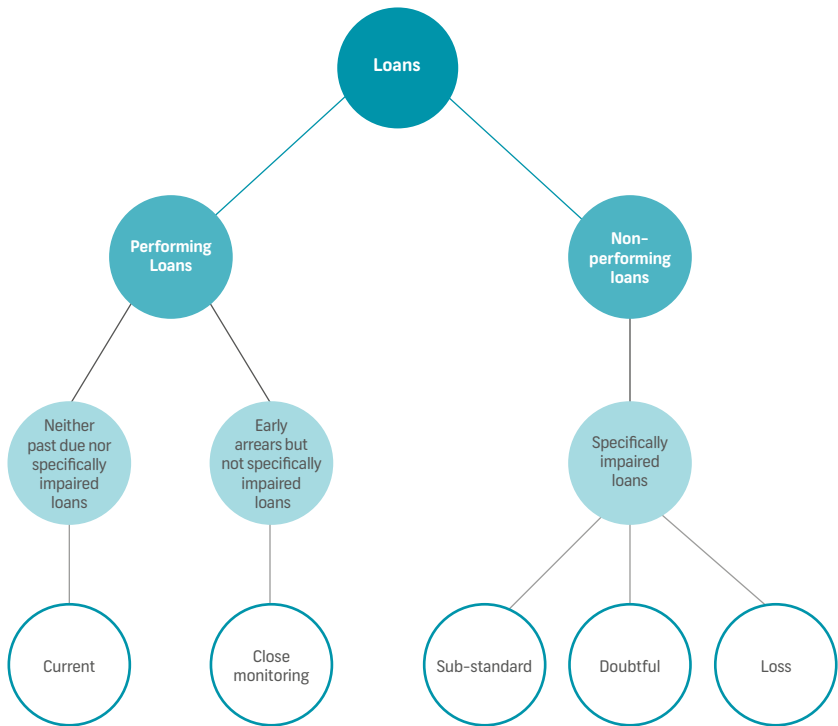 Loans
Performing
Loans
Non-
performing
loans
Neither
past due nor
specifically
impaired
loans
Early
arrears but
not specifically
impaired
loans
Specifically
impaired
loans
Current
Close
monitoring
Sub-standard
Doubtful
Loss